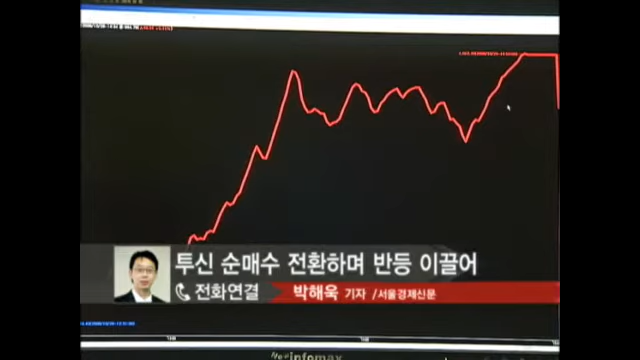 투신 순매수 전환하며 반등 이끌어
전화연결 박해욱 기자 /서울경제신문
infomax